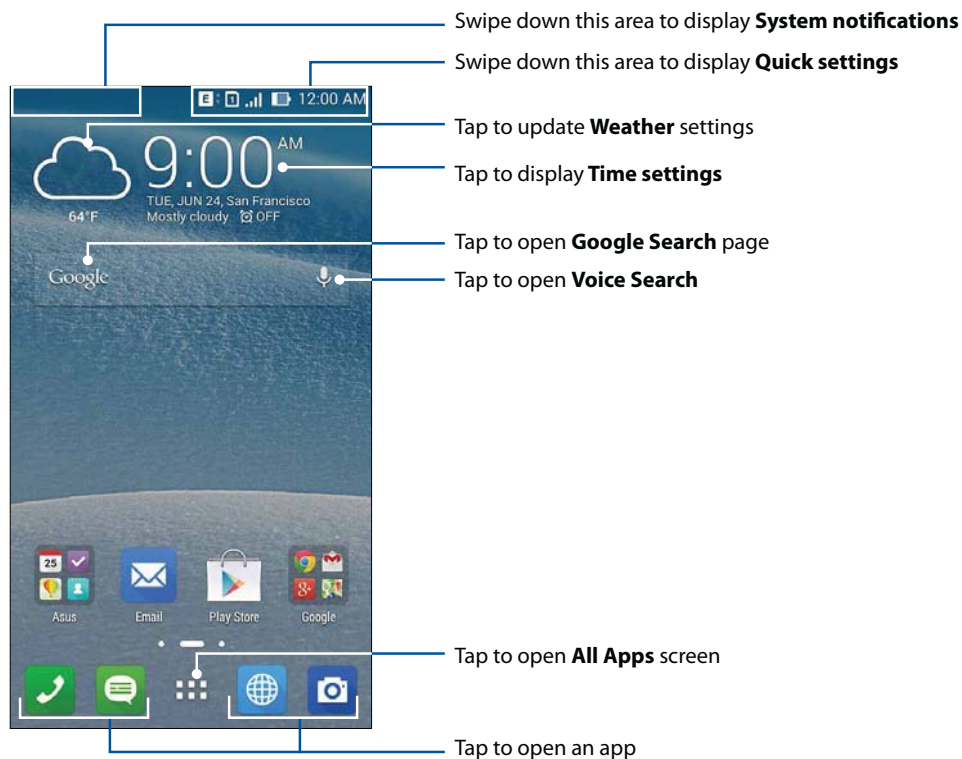 Swipe down this area to display System notifications
Swipe down this area to display Quick settings
E 1 12:00 AM
Tap to update Weather settings
9:00 AM
Tap to display Time settings
TUE, JUN 24, San Francisco
64°F Mostly cloudy OFF
Tap to open Google Search page
Google
Tap to open Voice Search
25
8+
Asus Email Play Store Google
Tap to open All Apps screen
Tap to open an app